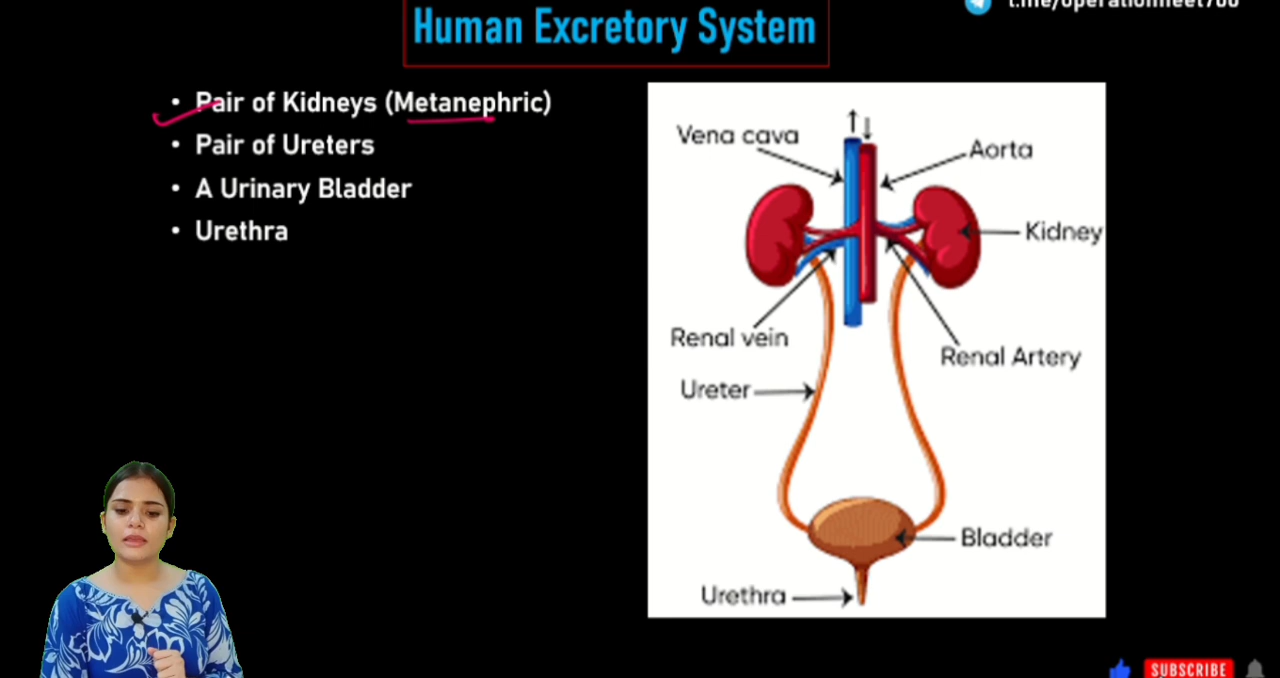 Human Excretory System
• Pair of Kidneys (Metanephric)
• Pair of Ureters
• A Urinary Bladder
• Urethra
Vena cava
Aorta
Kidney
Renal vein
Renal Artery
Ureter
Bladder
Urethra
SUBSCRIBE